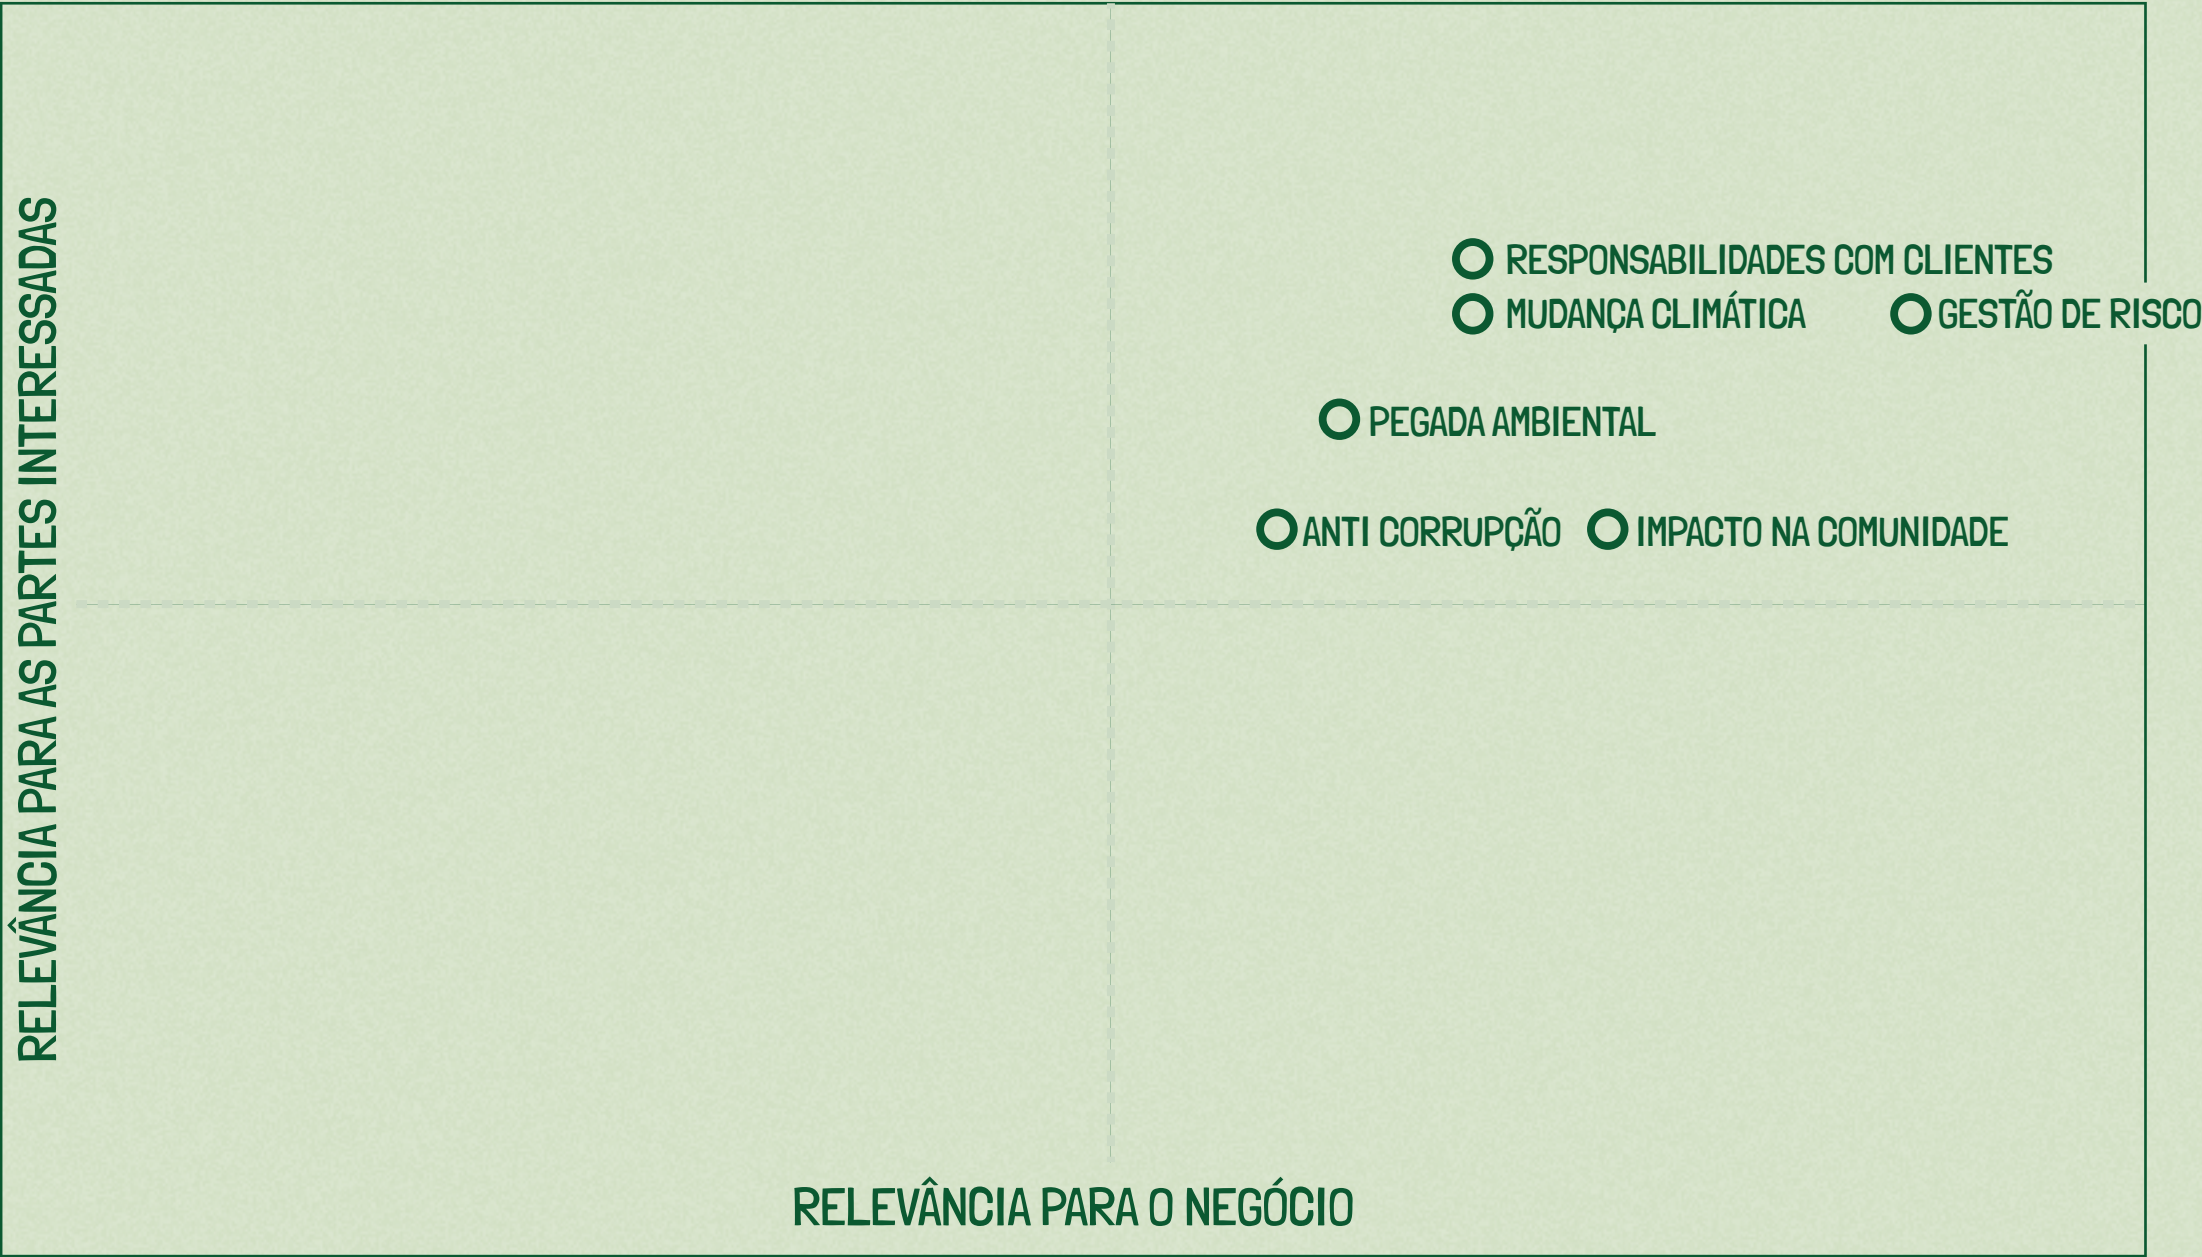 RELEVÂNCIA PARA AS PARTES INTERESSADAS
RESPONSABILIDADES COM CLIENTES
MUDANÇA CLIMÁTICA
GESTÃO DE RISCO
PEGADA AMBIENTAL
ANTI CORRUPÇÃO
IMPACTO NA COMUNIDADE
RELEVÂNCIA PARA O NEGÓCIO